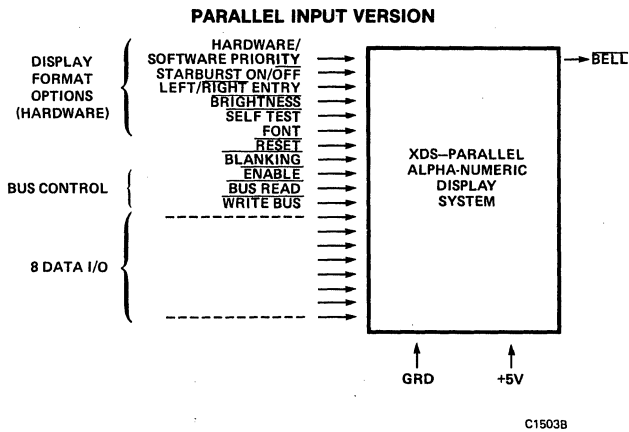 PARALLEL INPUT VERSION
DISPLAY
FORMAT
OPTIONS
(HARDWARE)
HARDWARE/
SOFTWARE PRIORITY
STARBURST ON/OFF
LEFT/RIGHT ENTRY
BRIGHTNESS
SELF TEST
FONT
RESET
BLANKING
BUS CONTROL
ENABLE
BUS READ
WRITE BUS
8 DATA I/O
XDS–PARALLEL
ALPHA-NUMERIC
DISPLAY
SYSTEM
BELL
GRD
+5V
C1503B